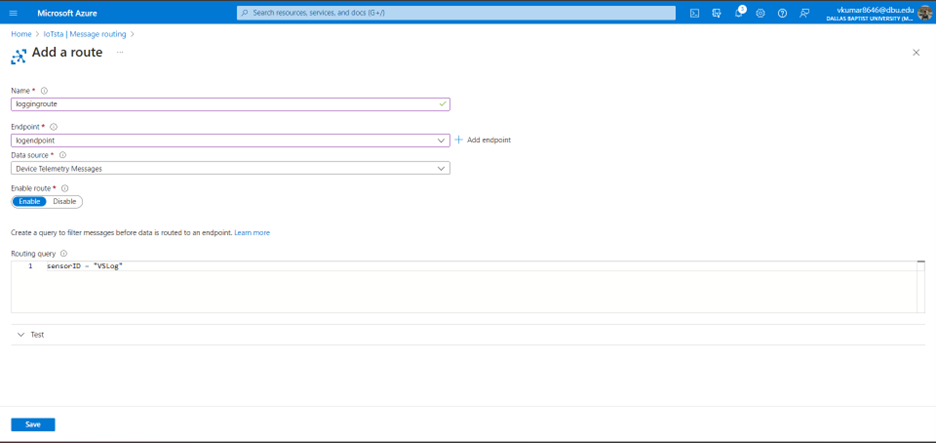 Microsoft Azure
Search resources, services, and docs (G+/)
3
vkumar8646@dbu.edu
DALLAS BAPTIST UNIVERSITY (M...
Home > IoTsta | Message routing >
Add a route ...
Name *
loggingroute
Endpoint *
logendpoint
Add endpoint
Data source *
Device Telemetry Messages
Enable route *
Enable Disable
Create a query to filter messages before data is routed to an endpoint. Learn more
Routing query
1 sensorID = "VSLog"
Test
Save